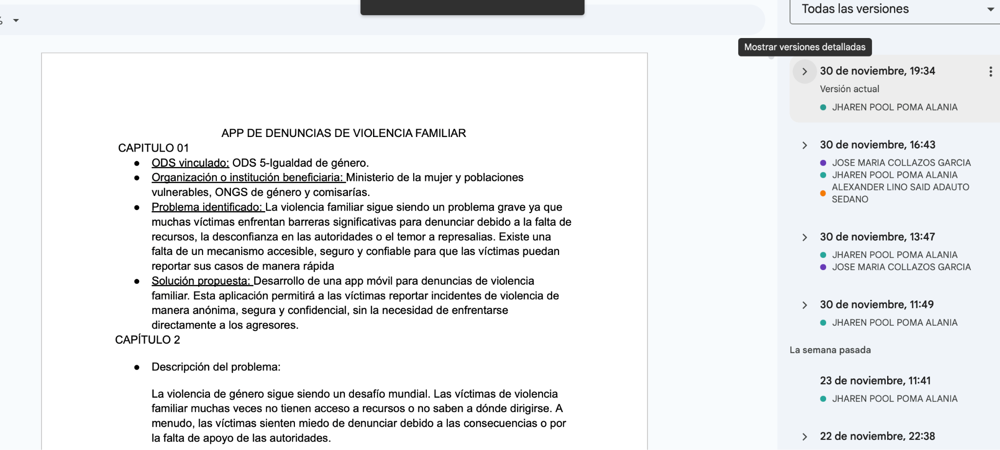 Todas las versiones
Mostrar versiones detalladas
APP DE DENUNCIAS DE VIOLENCIA FAMILIAR
CAPITULO 01
● ODS vinculado: ODS 5-Igualdad de género.
● Organización o institución beneficiaria: Ministerio de la mujer y poblaciones
vulnerables, ONGS de género y comisarías.
● Problema identificado: La violencia familiar sigue siendo un problema grave ya que
muchas víctimas enfrentan barreras significativas para denunciar debido a la falta de
recursos, la desconfianza en las autoridades o el temor a represalias. Existe una
falta de un mecanismo accesible, seguro y confiable para que las víctimas puedan
reportar sus casos de manera rápida
● Solución propuesta: Desarrollo de una app móvil para denuncias de violencia
familiar. Esta aplicación permitirá a las víctimas reportar incidentes de violencia de
manera anónima, segura y confidencial, sin la necesidad de enfrentarse
directamente a los agresores.
CAPÍTULO 2
● Descripción del problema:
La violencia de género sigue siendo un desafío mundial. Las víctimas de violencia
familiar muchas veces no tienen acceso a recursos o no saben a dónde dirigirse. A
menudo, las víctimas sienten miedo de denunciar debido a las consecuencias o por
la falta de apoyo de las autoridades.
30 de noviembre, 19:34
Versión actual
JHAREN POOL POMA ALANIA
30 de noviembre, 16:43
JOSE MARIA COLLAZOS GARCIA
JHAREN POOL POMA ALANIA
ALEXANDER LINO SAID ADAUTO
SEDANO
30 de noviembre, 13:47
JHAREN POOL POMA ALANIA
JOSE MARIA COLLAZOS GARCIA
30 de noviembre, 11:49
JHAREN POOL POMA ALANIA
La semana pasada
23 de noviembre, 11:41
JHAREN POOL POMA ALANIA
22 de noviembre, 22:38